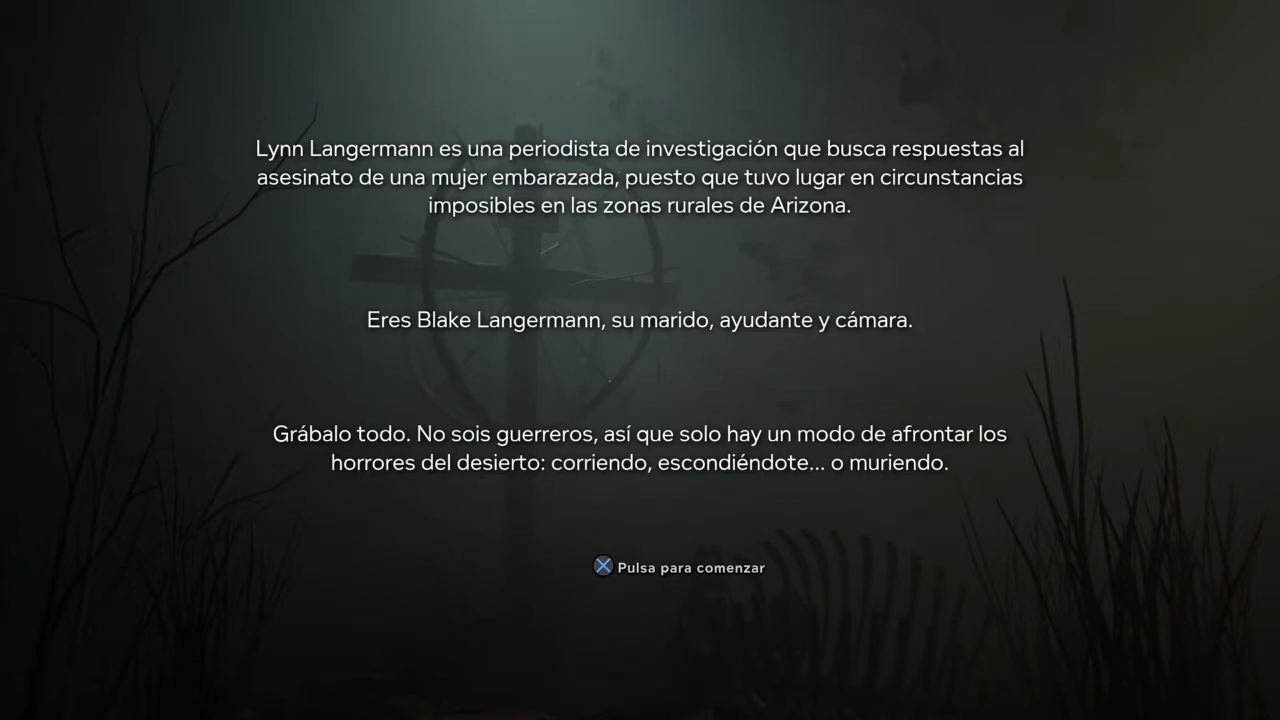 Lynn Langermann es una periodista de investigación que busca respuestas al
asesinato de una mujer embarazada, puesto que tuvo lugar en circunstancias
imposibles en las zonas rurales de Arizona.
Eres Blake Langermann, su marido, ayudante y cámara.
Grábalo todo. No sois guerreros, así que solo hay un modo de afrontar los
horrores del desierto: corriendo, escondiéndote... o muriendo.
Pulsa para comenzar